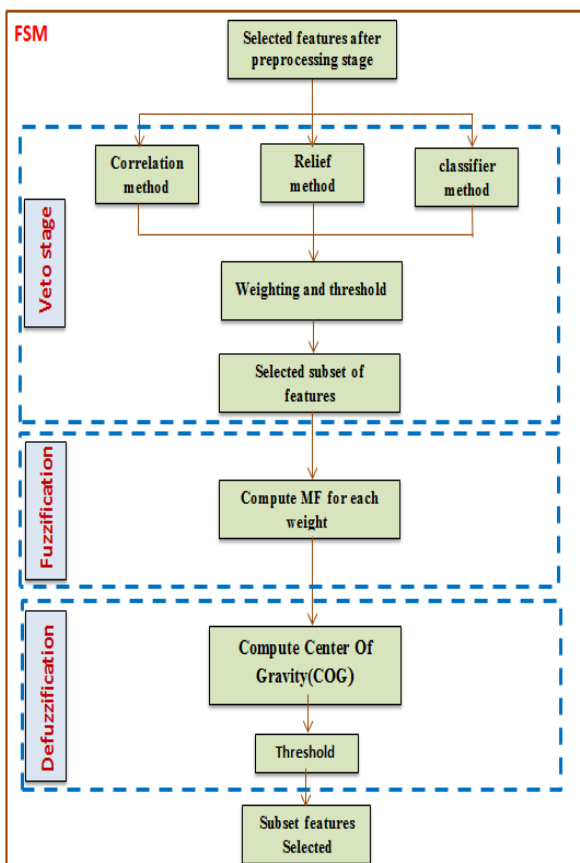 FSM
Selected features after
preprocessing stage
Correlation
method
Relief
method
classifier
method
Veto stage
Weighting and threshold
Selected subset of
features
Fuzzification
Compute MF for each
weight
Defuzzification
Compute Center Of
Gravity(COG)
Threshold
Subset features
Selected